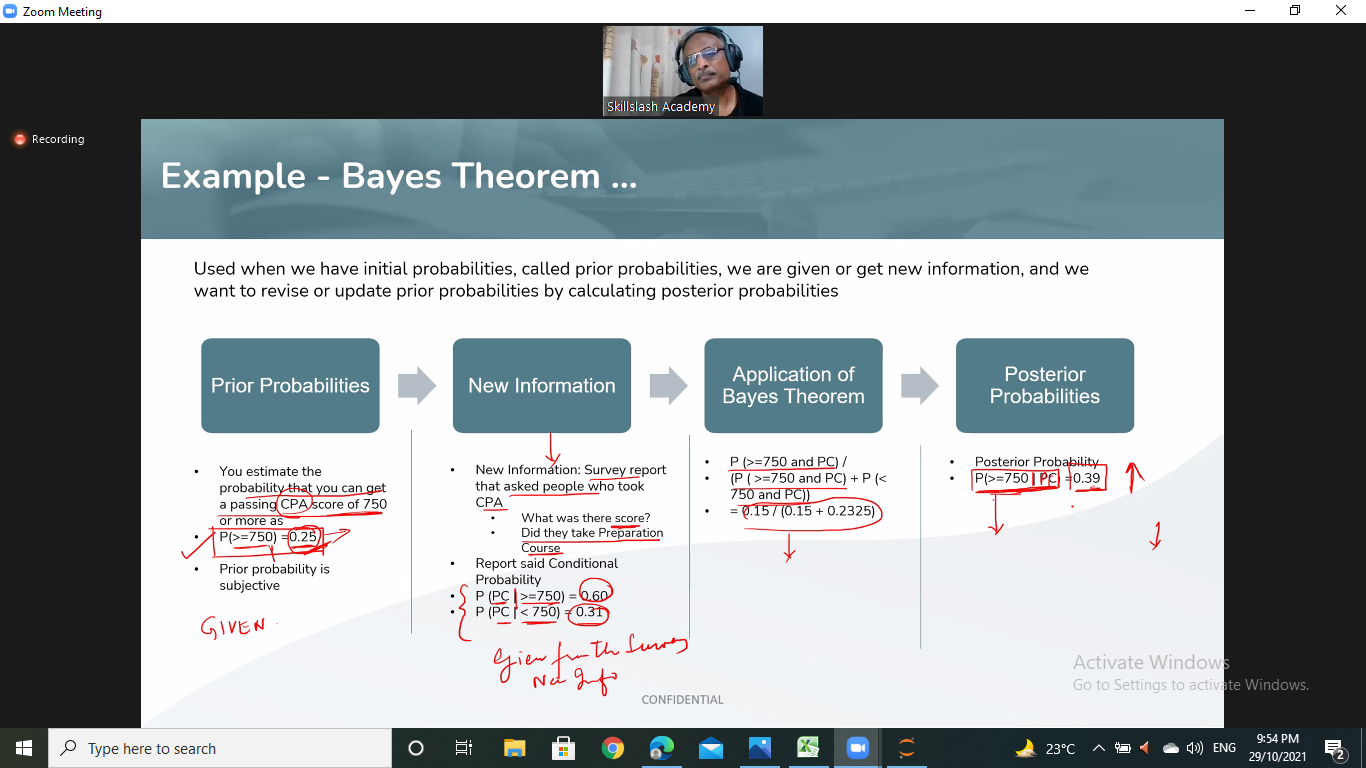 Zoom Meeting
Skillslash Academy
Recording
Example - Bayes Theorem ...
Used when we have initial probabilities, called prior probabilities, we are given or get new information, and we
want to revise or update prior probabilities by calculating posterior probabilities
Prior Probabilities
New Information
Application of
Bayes Theorem
Posterior
Probabilities
• You estimate the
probability that you can get
a passing CPA score of 750
or more as
• P(>=750) =0.25
• Prior probability is
subjective
GIVEN
• New Information: Survey report
that asked people who took
CPA
• What was there score?
• Did they take Preparation
Course
• Report said Conditional
Probability
• P (PC | >=750) = 0.60
• P (PC | < 750) = 0.31
Given from the Survey
New Info
• P (>=750 and PC) /
• (P ( >=750 and PC) + P (<
750 and PC))
• = 0.15 / (0.15 + 0.2325)
• Posterior Probability
• P(>=750 | PC) =0.39
CONFIDENTIAL
Activate Windows
Go to Settings to activate Windows.
Type here to search
23°C
ENG
9:54 PM
29/10/2021
2